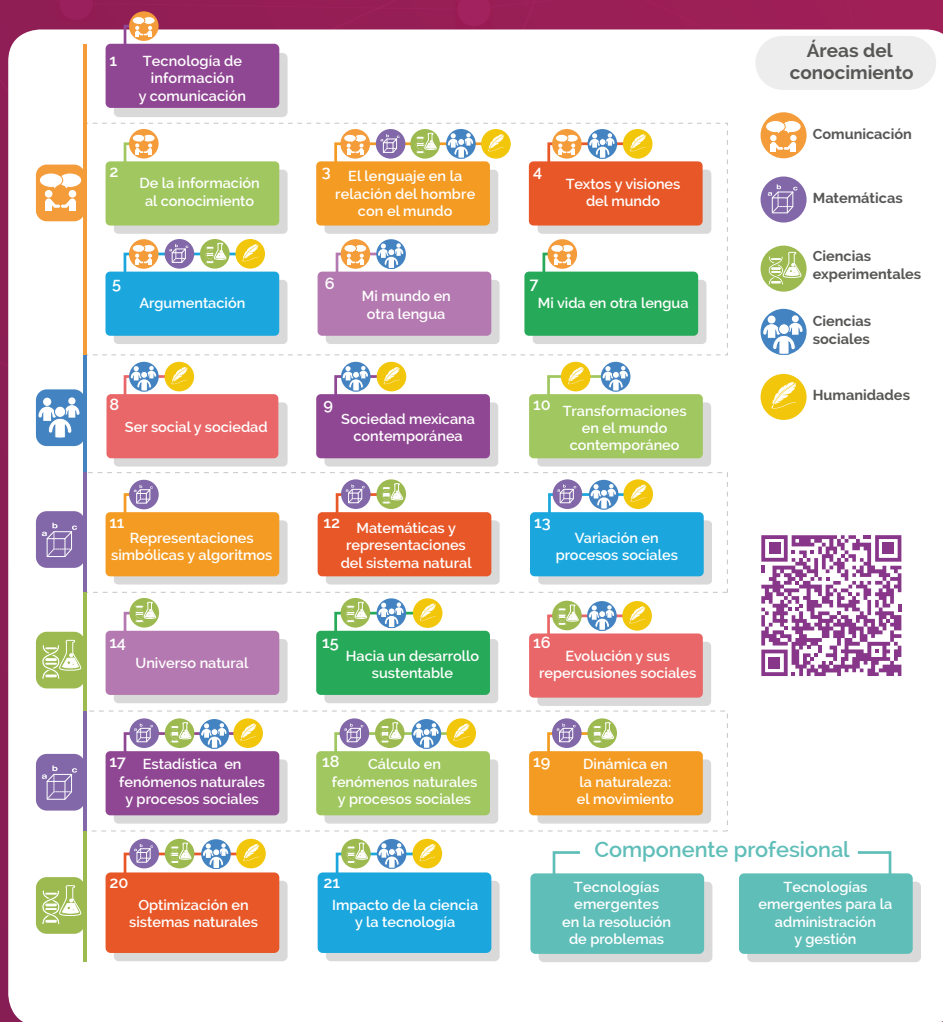 1
Tecnología de
información
y comunicación
2
De la información
al conocimiento
3
El lenguaje en la
relación del hombre
con el mundo
4
Textos y visiones
del mundo
5
Argumentación
6
Mi mundo en
otra lengua
7
Mi vida en otra lengua
8
Ser social y sociedad
9
Sociedad mexicana
contemporánea
10
Transformaciones
en el mundo
contemporáneo
11
Representaciones
simbólicas y algoritmos
12
Matemáticas y
representaciones
del sistema natural
13
Variación en
procesos sociales
14
Universo natural
15
Hacia un desarrollo
sustentable
16
Evolución y sus
repercusiones sociales
17
Estadística en
fenómenos naturales
y procesos sociales
18
Cálculo en
fenómenos naturales
y procesos sociales
19
Dinámica en
la naturaleza:
el movimiento
20
Optimización en
sistemas naturales
21
Impacto de la ciencia
y la tecnología
Componente profesional
Tecnologías
emergentes
en la resolución
de problemas
Tecnologías
emergentes para la
administración
y gestión
Áreas del
conocimiento
Comunicación
a b c
Matemáticas
Ciencias
experimentales
Ciencias
sociales
Humanidades